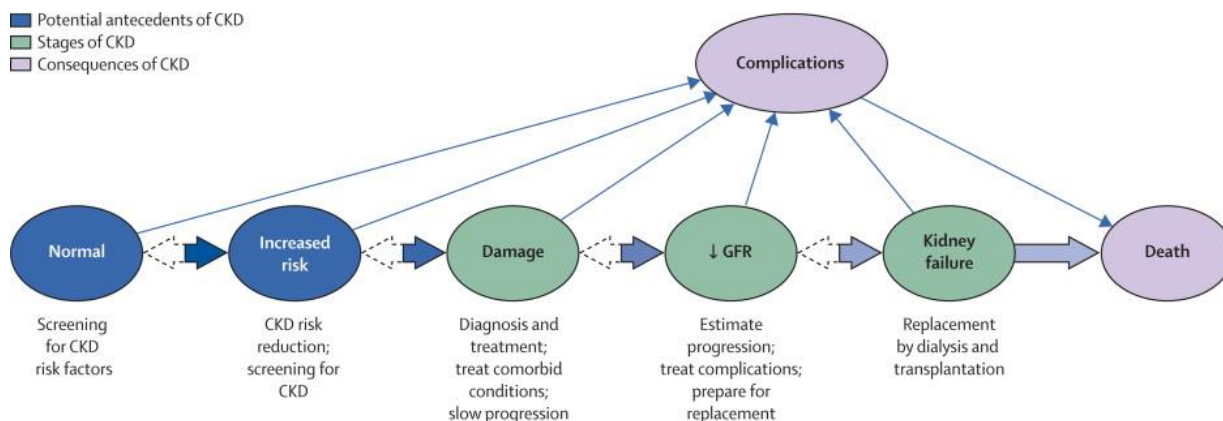 Potential antecedents of CKD
Stages of CKD
Consequences of CKD
Complications
Normal
Increased
risk
Damage
↓ GFR
Kidney
failure
Death
Screening
for CKD
risk factors
CKD risk
reduction;
screening for
CKD
Diagnosis and
treatment;
treat comorbid
conditions;
slow progression
Estimate
progression;
treat complications;
prepare for
replacement
Replacement
by dialysis and
transplantation